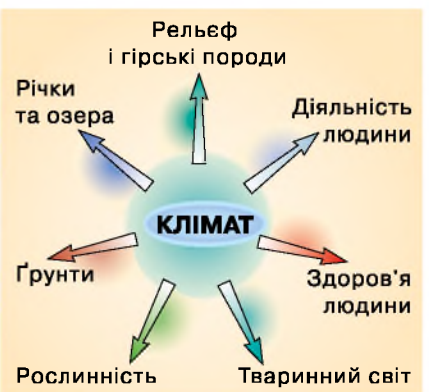 Рельєф
і гірські породи
Річки
та озера
Діяльність
людини
КЛІМАТ
Ґрунти
Здоров'я
людини
Рослинність
Тваринний світ